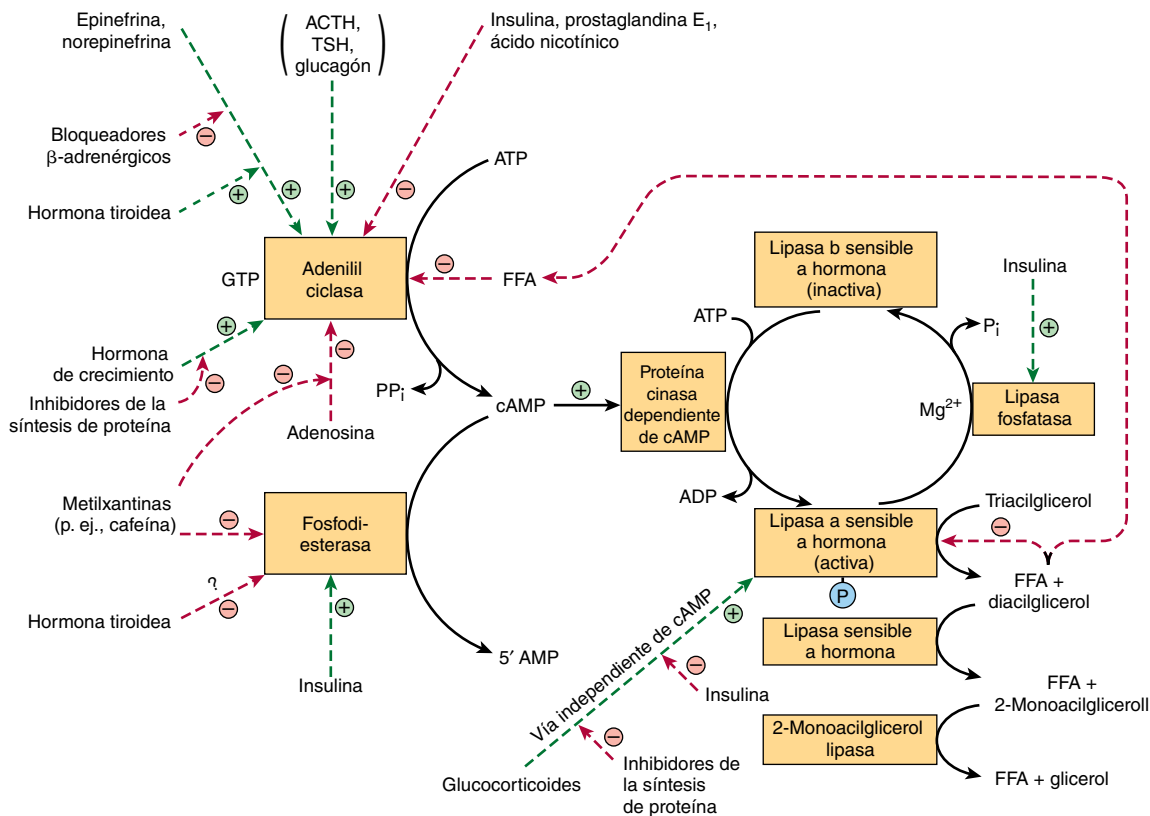 Epinefrina,
norepinefrina
ACTH,
TSH,
glucagón
Insulina, prostaglandina E1,
ácido nicotínico
Bloqueadores
β-adrenérgicos
−
Hormona tiroidea
+
+
+
−
ATP
GTP
Adenilil
ciclasa
−
FFA
Lipasa b sensible
a hormona
(inactiva)
Insulina
+
ATP
Pi
Hormona
de crecimiento
+
−
Inhibidores de la
síntesis de proteína
−
−
Adenosina
PPi
cAMP
+
Proteína
cinasa
dependiente
de cAMP
Mg2+
Lipasa
fosfatasa
ADP
Metilxantinas
(p. ej., cafeína)
−
Fosfodi-
esterasa
Lipasa a sensible
a hormona
(activa)
P
Triacilglicerol
−
FFA +
diacilglicerol
Hormona tiroidea
?
−
+
Insulina
5′ AMP
Vía independiente de cAMP
+
−
Insulina
Lipasa sensible
a hormona
FFA +
2-Monoacilgliceroll
2-Monoacilglicerol
lipasa
FFA + glicerol
Glucocorticoides
−
Inhibidores de
la síntesis
de proteína